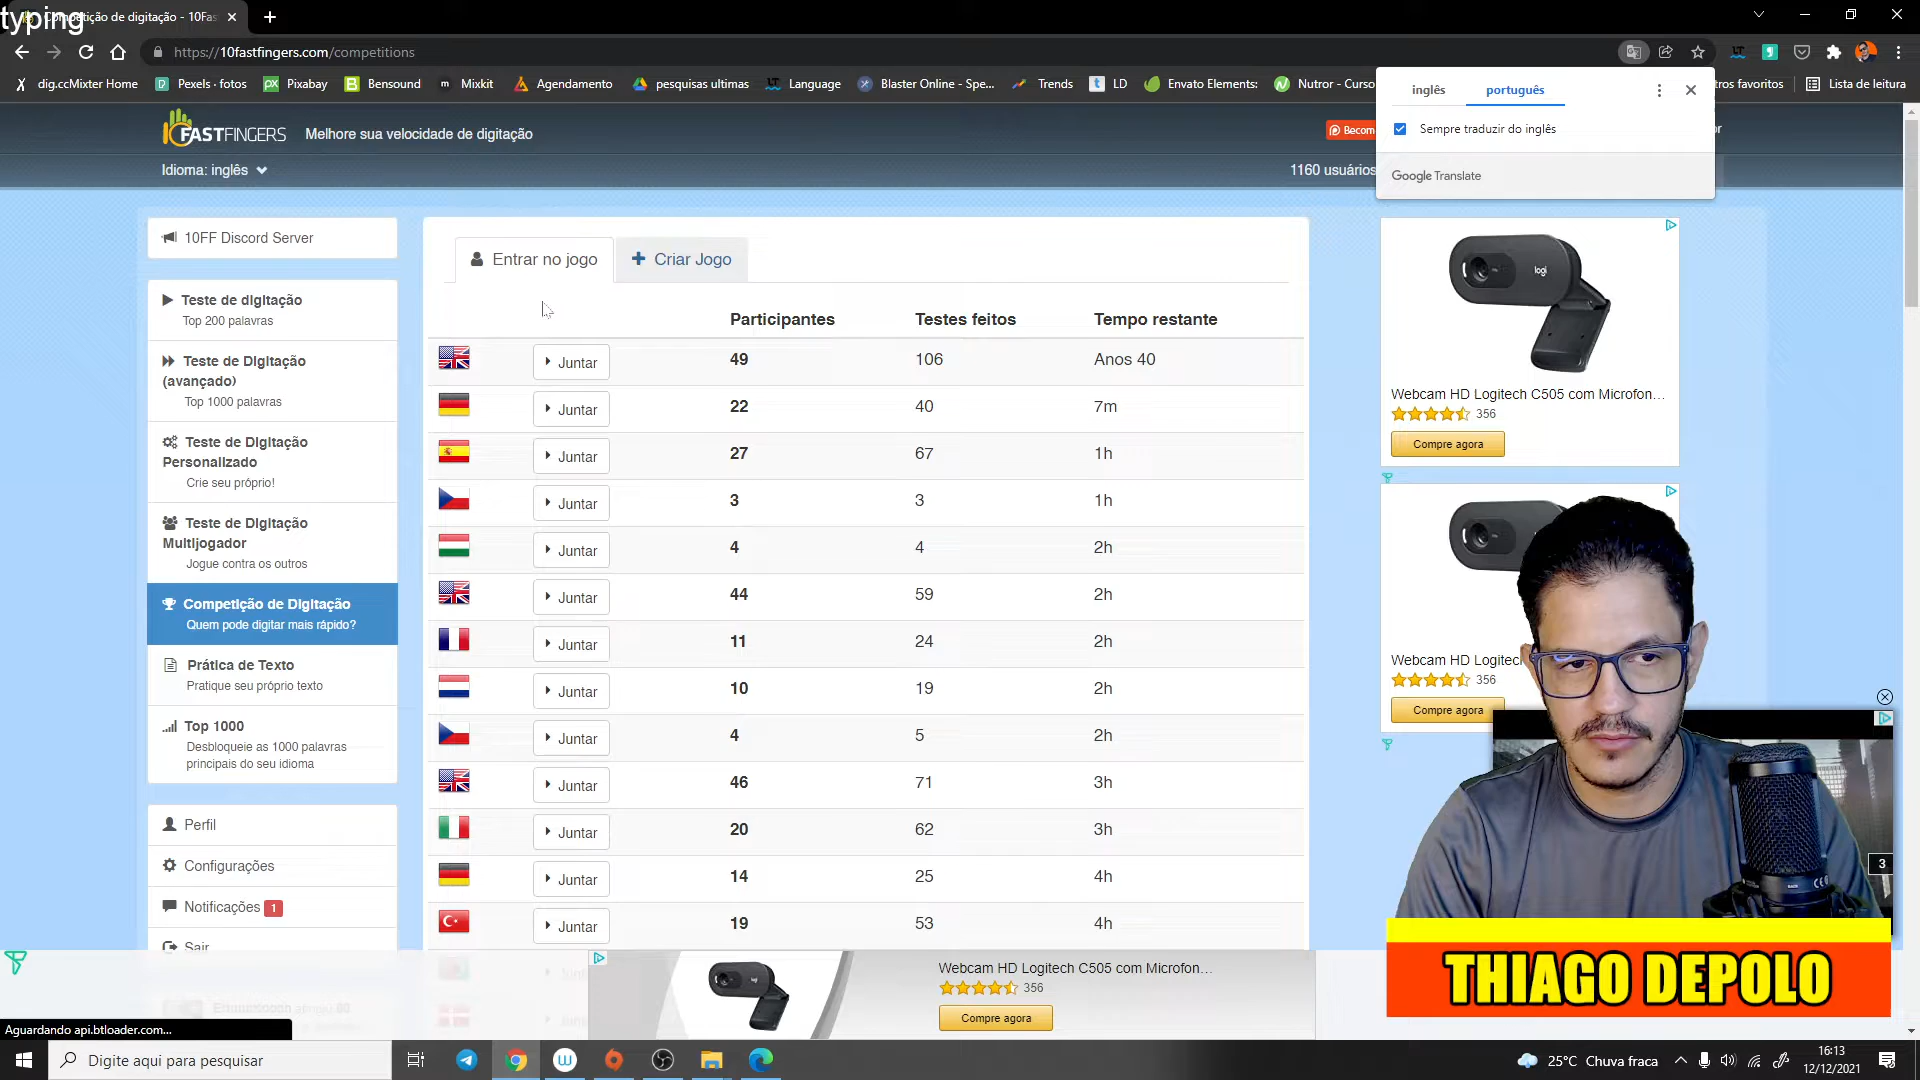 typing
Competição de digitação - 10Fas
https://10fastfingers.com/competitions
dig.ccMixter Home
Pexels · fotos
Pixabay
Bensound
Mixkit
Agendamento
pesquisas ultimas
Language
Blaster Online - Spe...
Trends
LD
Envato Elements:
Nutror - Curso
tros favoritos
Lista de leitura
inglês
português
Sempre traduzir do inglês
Google Translate
FASTFINGERS
Melhore sua velocidade de digitação
Becom
or
Idioma: inglês
1160 usuários
10FF Discord Server
Teste de digitação
Top 200 palavras
Teste de Digitação
(avançado)
Top 1000 palavras
Teste de Digitação
Personalizado
Crie seu próprio!
Teste de Digitação
Multijogador
Jogue contra os outros
Competição de Digitação
Quem pode digitar mais rápido?
Prática de Texto
Pratique seu próprio texto
Top 1000
Desbloqueie as 1000 palavras
principais do seu idioma
Perfil
Configurações
Notificações 1
Sair
Entrar no jogo
Criar Jogo
Participantes Testes feitos Tempo restante
Juntar 49 106 Anos 40
Juntar 22 40 7m
Juntar 27 67 1h
Juntar 3 3 1h
Juntar 4 4 2h
Juntar 44 59 2h
Juntar 11 24 2h
Juntar 10 19 2h
Juntar 4 5 2h
Juntar 46 71 3h
Juntar 20 62 3h
Juntar 14 25 4h
Juntar 19 53 4h
logi
Webcam HD Logitech C505 com Microfon...
356
Compre agora
Webcam HD Logitec
356
Compre agora
3
THIAGO DEPOLO
Webcam HD Logitech C505 com Microfon...
356
Compre agora
Aguardando api.btloader.com...
Digite aqui para pesquisar
25°C Chuva fraca
16:13
12/12/2021